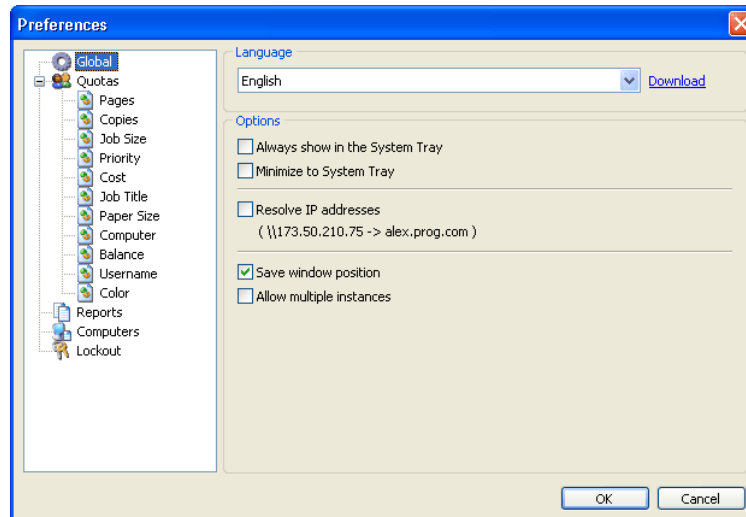 Preferences
Global
Quotas
Pages
Copies
Job Size
Priority
Cost
Job Title
Paper Size
Computer
Balance
Username
Color
Reports
Computers
Lockout
Language
English
Download
Options
Always show in the System Tray
Minimize to System Tray
Resolve IP addresses
( \\173.50.210.75 -> alex.prog.com )
Save window position
Allow multiple instances
OK
Cancel